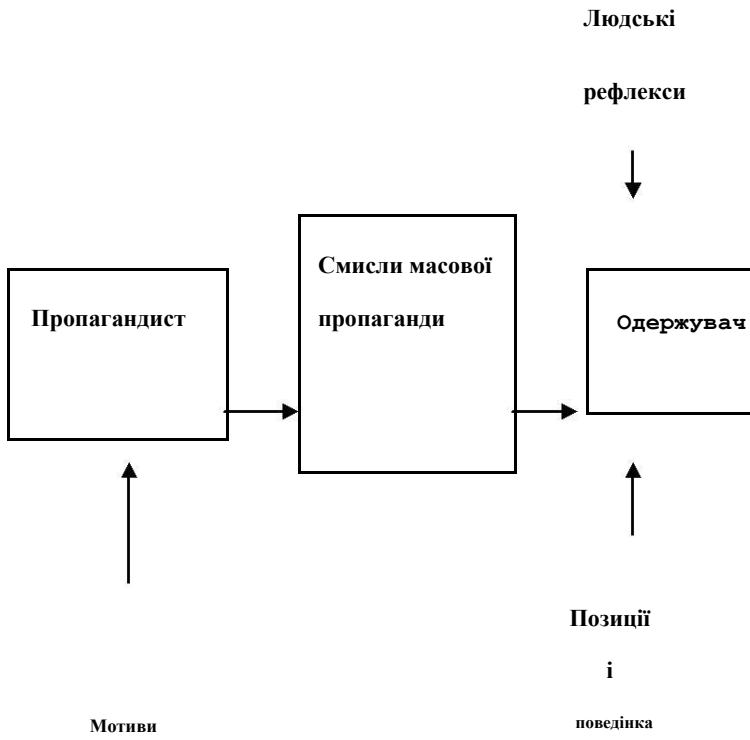 Людські
рефлекси
Смисли масової
пропаганди
Пропагандист
Одержувач
Позиції
і
поведінка
Мотиви